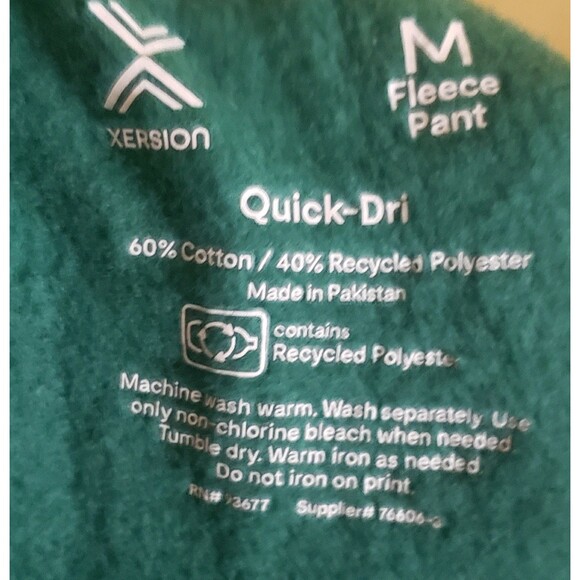 XERSION
M
Fleece
Pant
Quick-Dri
60% Cotton / 40% Recycled Polyester
Made in Pakistan
contains
Recycled Polyester
Machine wash warm. Wash separately Use
only non-chlorine bleach when needed
Tumble dry. Warm iron as needed
Do not iron on print.
RN# Supplier#